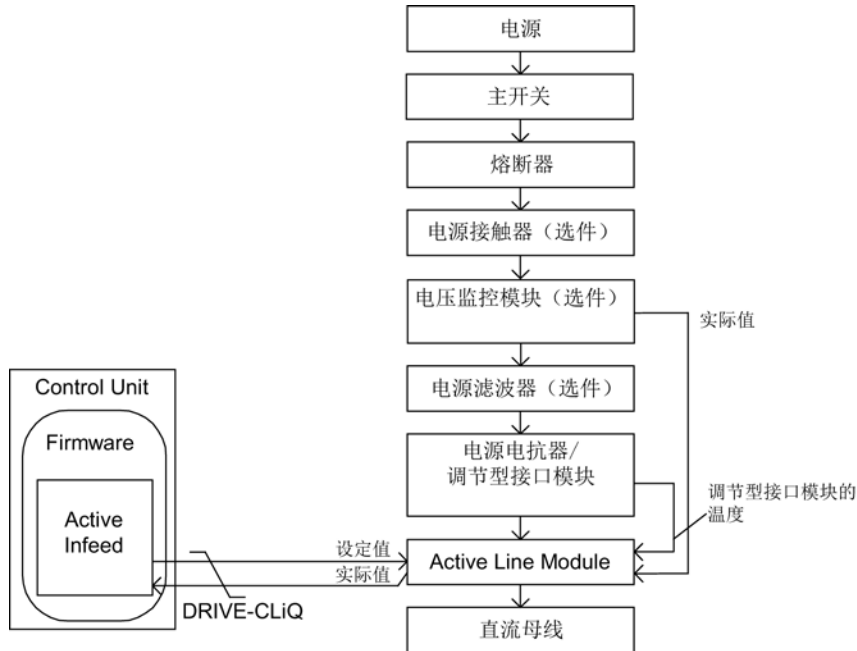 电源
主开关
熔断器
电源接触器（选件）
电压监控模块（选件）
实际值
电源滤波器（选件）
Control Unit
Firmware
Active
Infeed
电源电抗器/
调节型接口模块
调节型接口模块的
温度
设定值
实际值
DRIVE-CLiQ
Active Line Module
直流母线